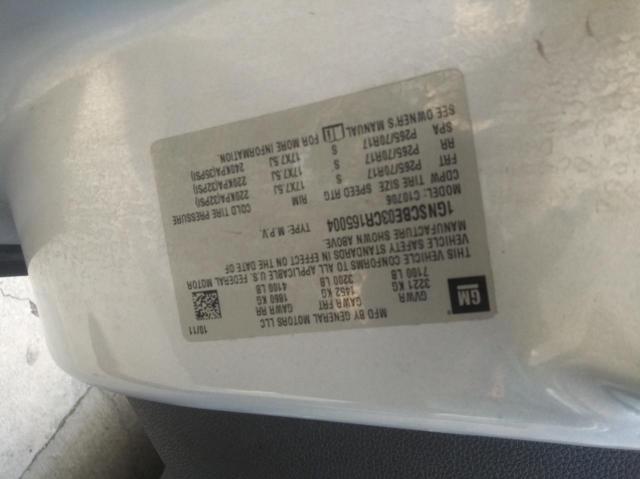 MFD BY GENERAL MOTORS LLC
10/11
GM
GVWR GAWR FRT GAWR RR
3221 KG 1452 KG 1860 KG
7100 LB 3200 LB 4100 LB
THIS VEHICLE CONFORMS TO ALL APPLICABLE U.S. FEDERAL MOTOR
VEHICLE SAFETY STANDARDS IN EFFECT ON THE DATE OF
MANUFACTURE SHOWN ABOVE.
1GNSCBE03CR165004 TYPE: M.P.V.
MODEL: C10706
COPW TIRE SIZE SPEED RTG RIM COLD TIRE PRESSURE
FRT P265/70R17 S 17X7.5J 220KPA(32PSI)
RR P265/70R17 S 17X7.5J 220KPA(32PSI)
SPA P265/70R17 S 17X7.5J 240KPA(35PSI)
SEE OWNER'S MANUAL FOR MORE INFORMATION.